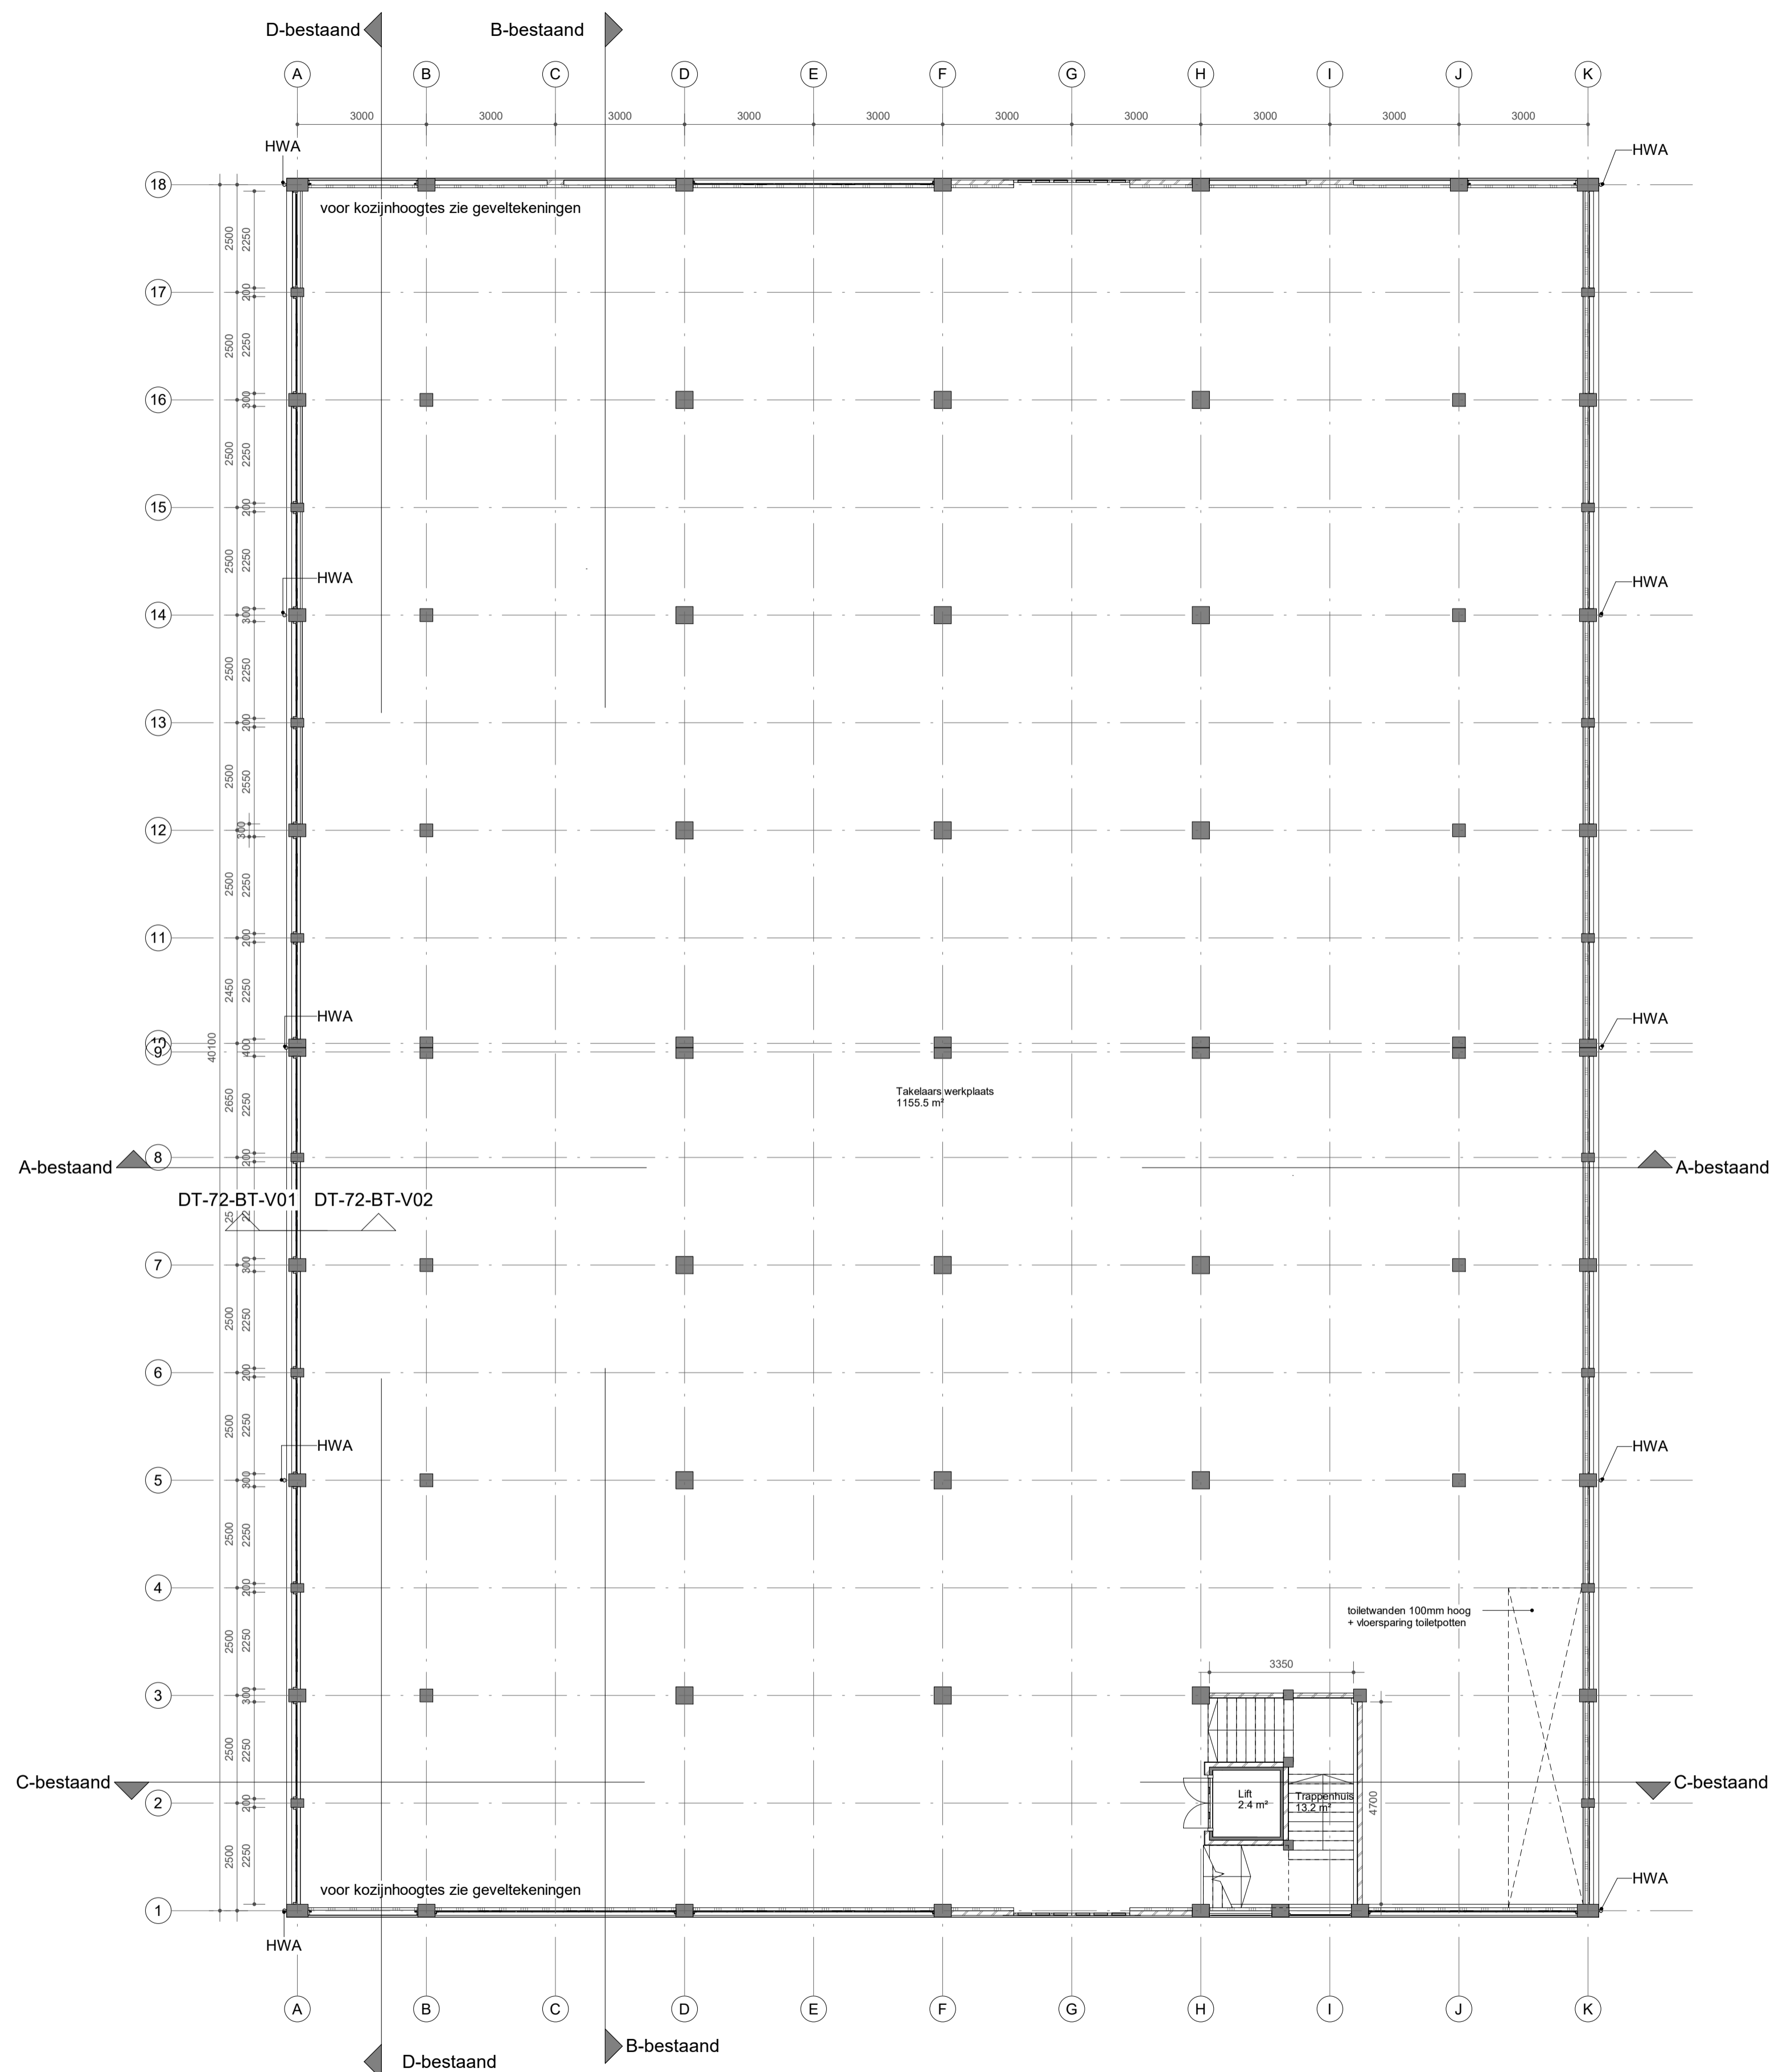 D-bestaand
B-bestaand
A
B
C
D
E
F
G
H
I
J
K
3000
3000
3000
3000
3000
3000
3000
3000
3000
3000
HWA
HWA
18
voor kozijnhoogtes zie geveltekeningen
2500
2250
17
200
2500
2250
16
300
2500
2250
15
200
2500
2250
HWA
HWA
14
300
2500
2250
13
200
2500
2550
12
300
2500
2250
11
200
2450
2250
HWA
HWA
9
400
40100
Takelaars werkplaats
1155.5 m²
2650
2250
8
200
A-bestaand
A-bestaand
DT-72-BT-V01
DT-72-BT-V02
7
300
2500
2250
6
200
2500
2250
HWA
HWA
5
300
2500
2250
4
200
toiletwanden 100mm hoog
+ vloersparing toiletpotten
2500
2250
3350
3
300
2500
2250
C-bestaand
C-bestaand
Lift
2.4 m²
Trappenhuis
13.2 m²
4700
2
200
2500
2250
HWA
voor kozijnhoogtes zie geveltekeningen
1
HWA
A
B
C
D
E
F
G
H
I
J
K
B-bestaand
D-bestaand